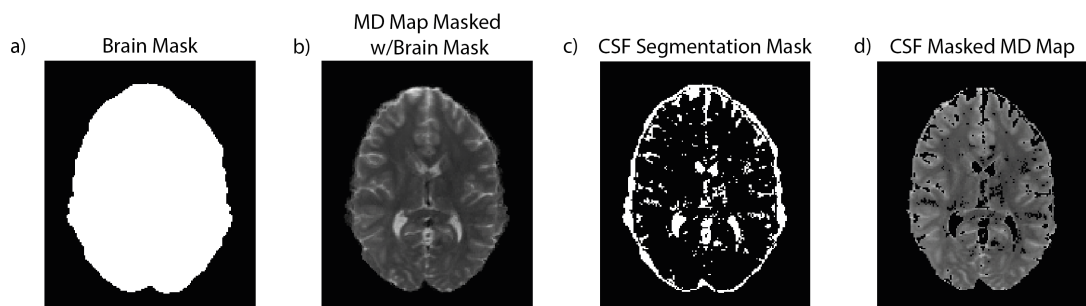 a) Brain Mask
b) MD Map Masked
w/Brain Mask
c) CSF Segmentation Mask
d) CSF Masked MD Map